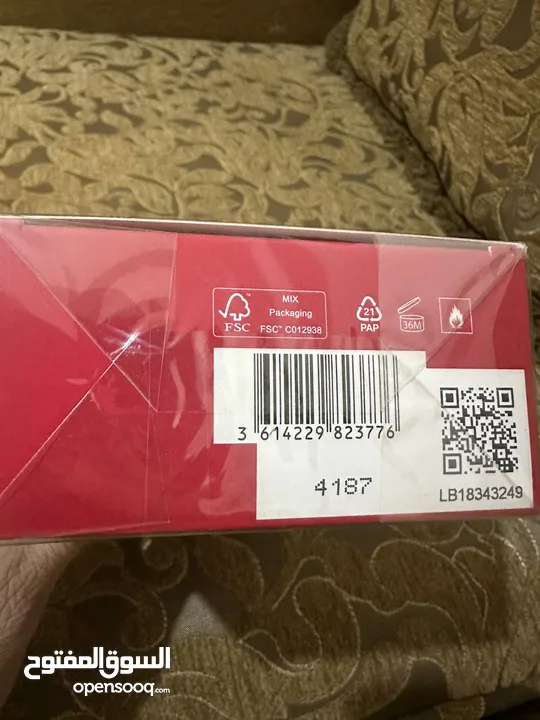 MIX
Packaging
FSC™ C012938
FSC
21
PAP
36M
3 614229 823776
4187
LB18343249
السوق المفتوح
opensooq.com